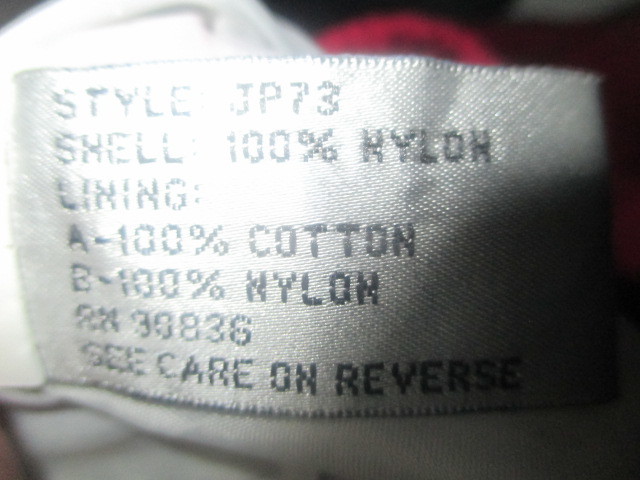 STYLE: JP73
SHELL: 100% NYLON
LINING:
A-100% COTTON
B-100% NYLON
RN 90836
SEE CARE ON REVERSE